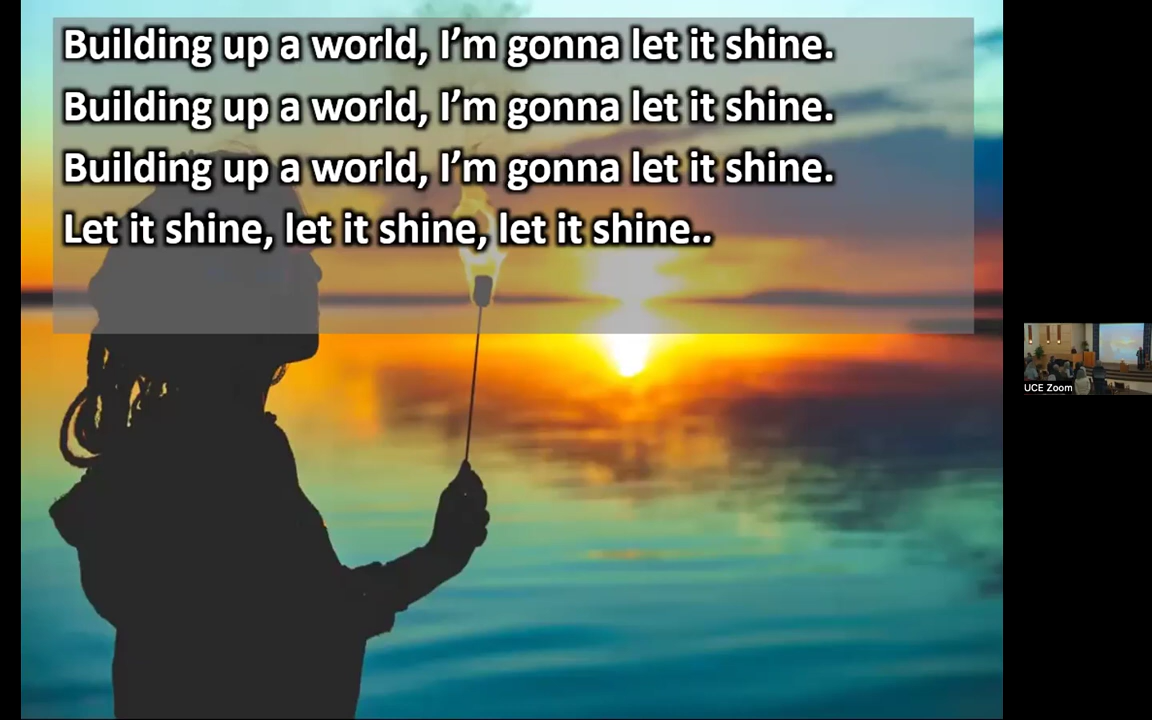 Building up a world, I'm gonna let it shine.
Building up a world, I'm gonna let it shine.
Building up a world, I'm gonna let it shine.
Let it shine, let it shine, let it shine..
UCE Zoom